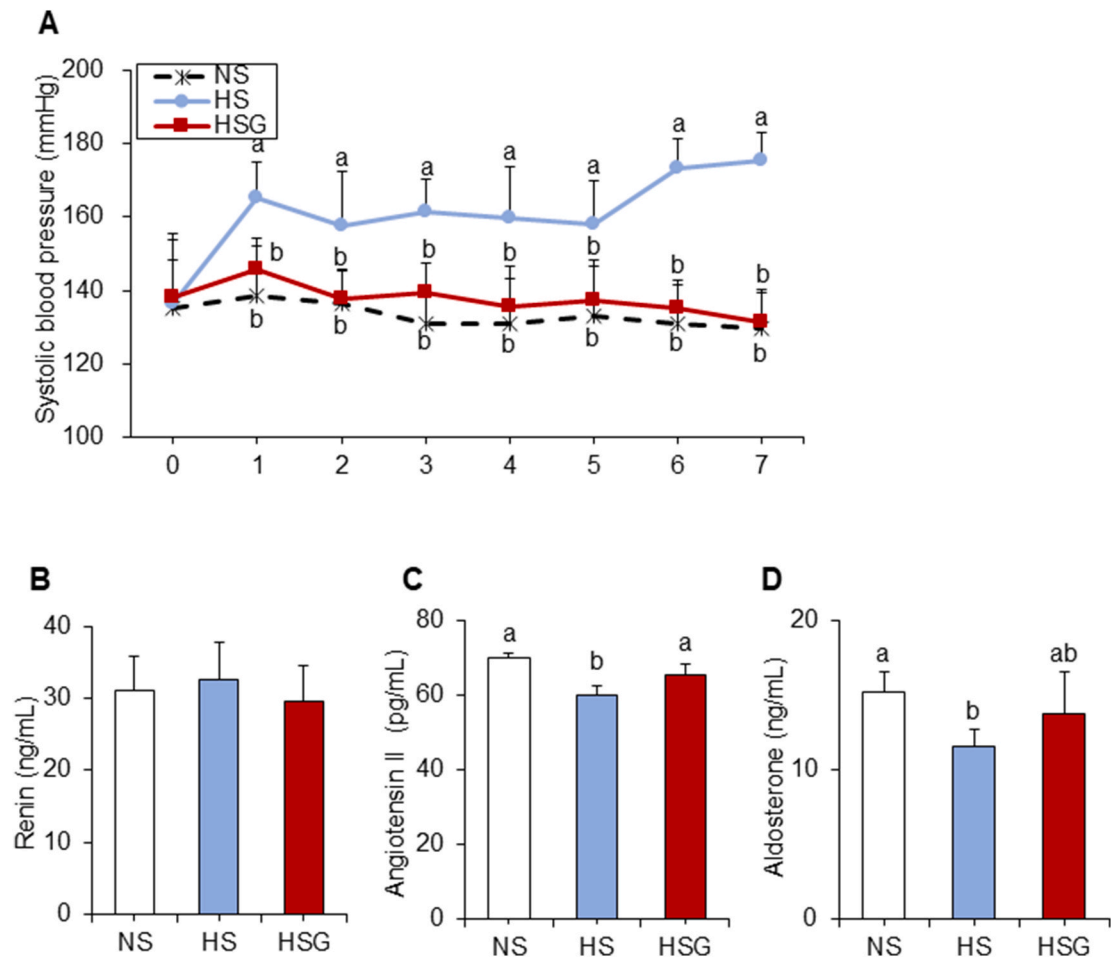 A
Systolic blood pressure (mmHg)
200
180
160
140
120
100
NS
HS
HSG
a a a a a a a
b b b b b b b
b b b b b b b
0 1 2 3 4 5 6 7
B
Renin (ng/mL)
40
30
20
10
0
NS HS HSG
C
Angiotensin II (pg/mL)
80
60
40
20
0
a b a
NS HS HSG
D
Aldosterone (ng/mL)
20
10
0
a b ab
NS HS HSG